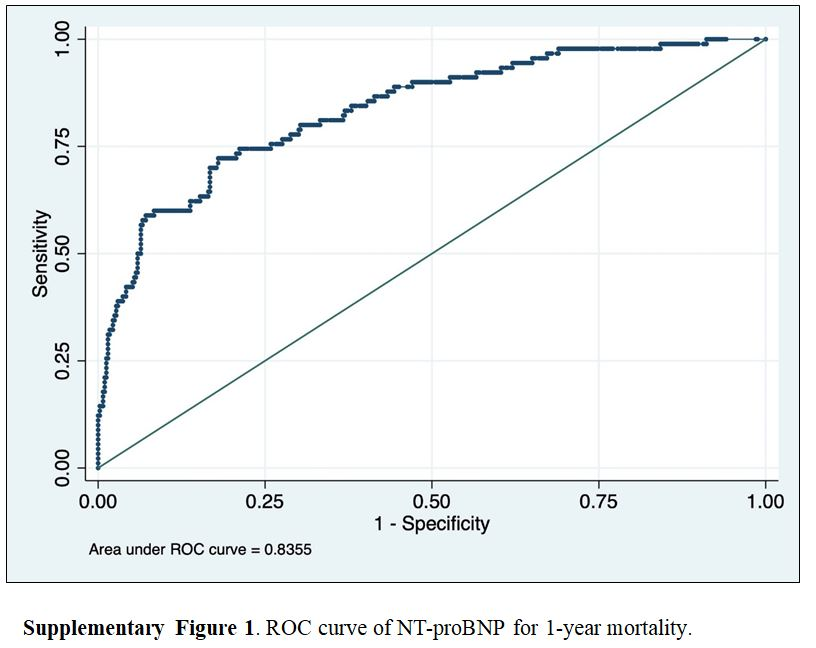 1.00
0.75
0.50
0.25
0.00
Sensitivity
0.00 0.25 0.50 0.75 1.00
1 - Specificity
Area under ROC curve = 0.8355
Supplementary Figure 1. ROC curve of NT-proBNP for 1-year mortality.